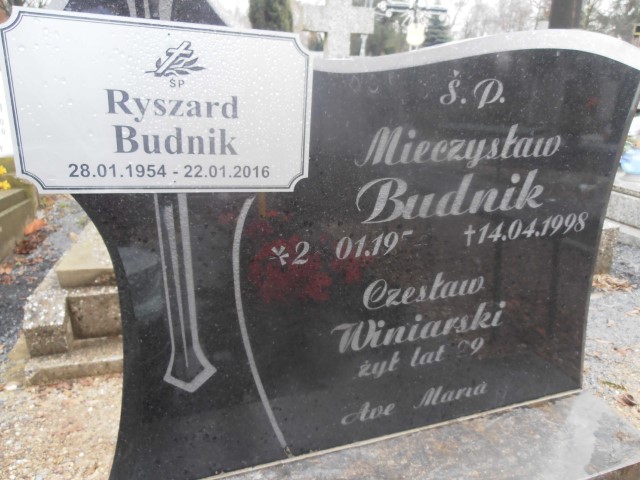 ŚP
Ryszard
Budnik
28.01.1954 - 22.01.2016
Ś. P.
Mieczysław
Budnik
†14.04.1998
Czesław
Winiarski
żył lat
Ave Maria